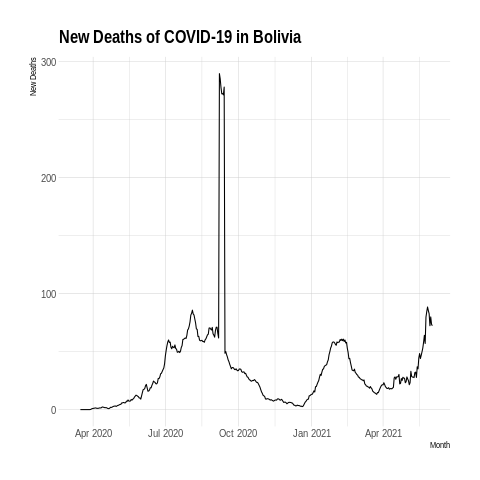 New Deaths of COVID-19 in Bolivia
New Deaths
300
200
100
0
Apr 2020 Jul 2020 Oct 2020 Jan 2021 Apr 2021
Month